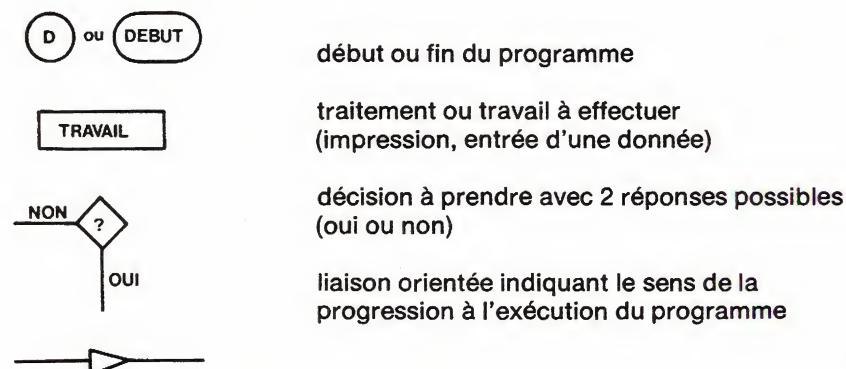 D ou DEBUT
début ou fin du programme
TRAVAIL
traitement ou travail à effectuer
(impression, entrée d'une donnée)
NON
?
OUI
décision à prendre avec 2 réponses possibles
(oui ou non)
liaison orientée indiquant le sens de la
progression à l'exécution du programme